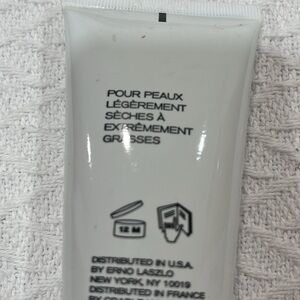 POUR PEAUX
LÉGÈREMENT
SÈCHES À
EXTRÊMEMENT
GRASSES
12 M
DISTRIBUTED IN U.S.A.
BY ERNO LASZLO
NEW YORK, NY 10019
DISTRIBUTED IN FRANCE
BY